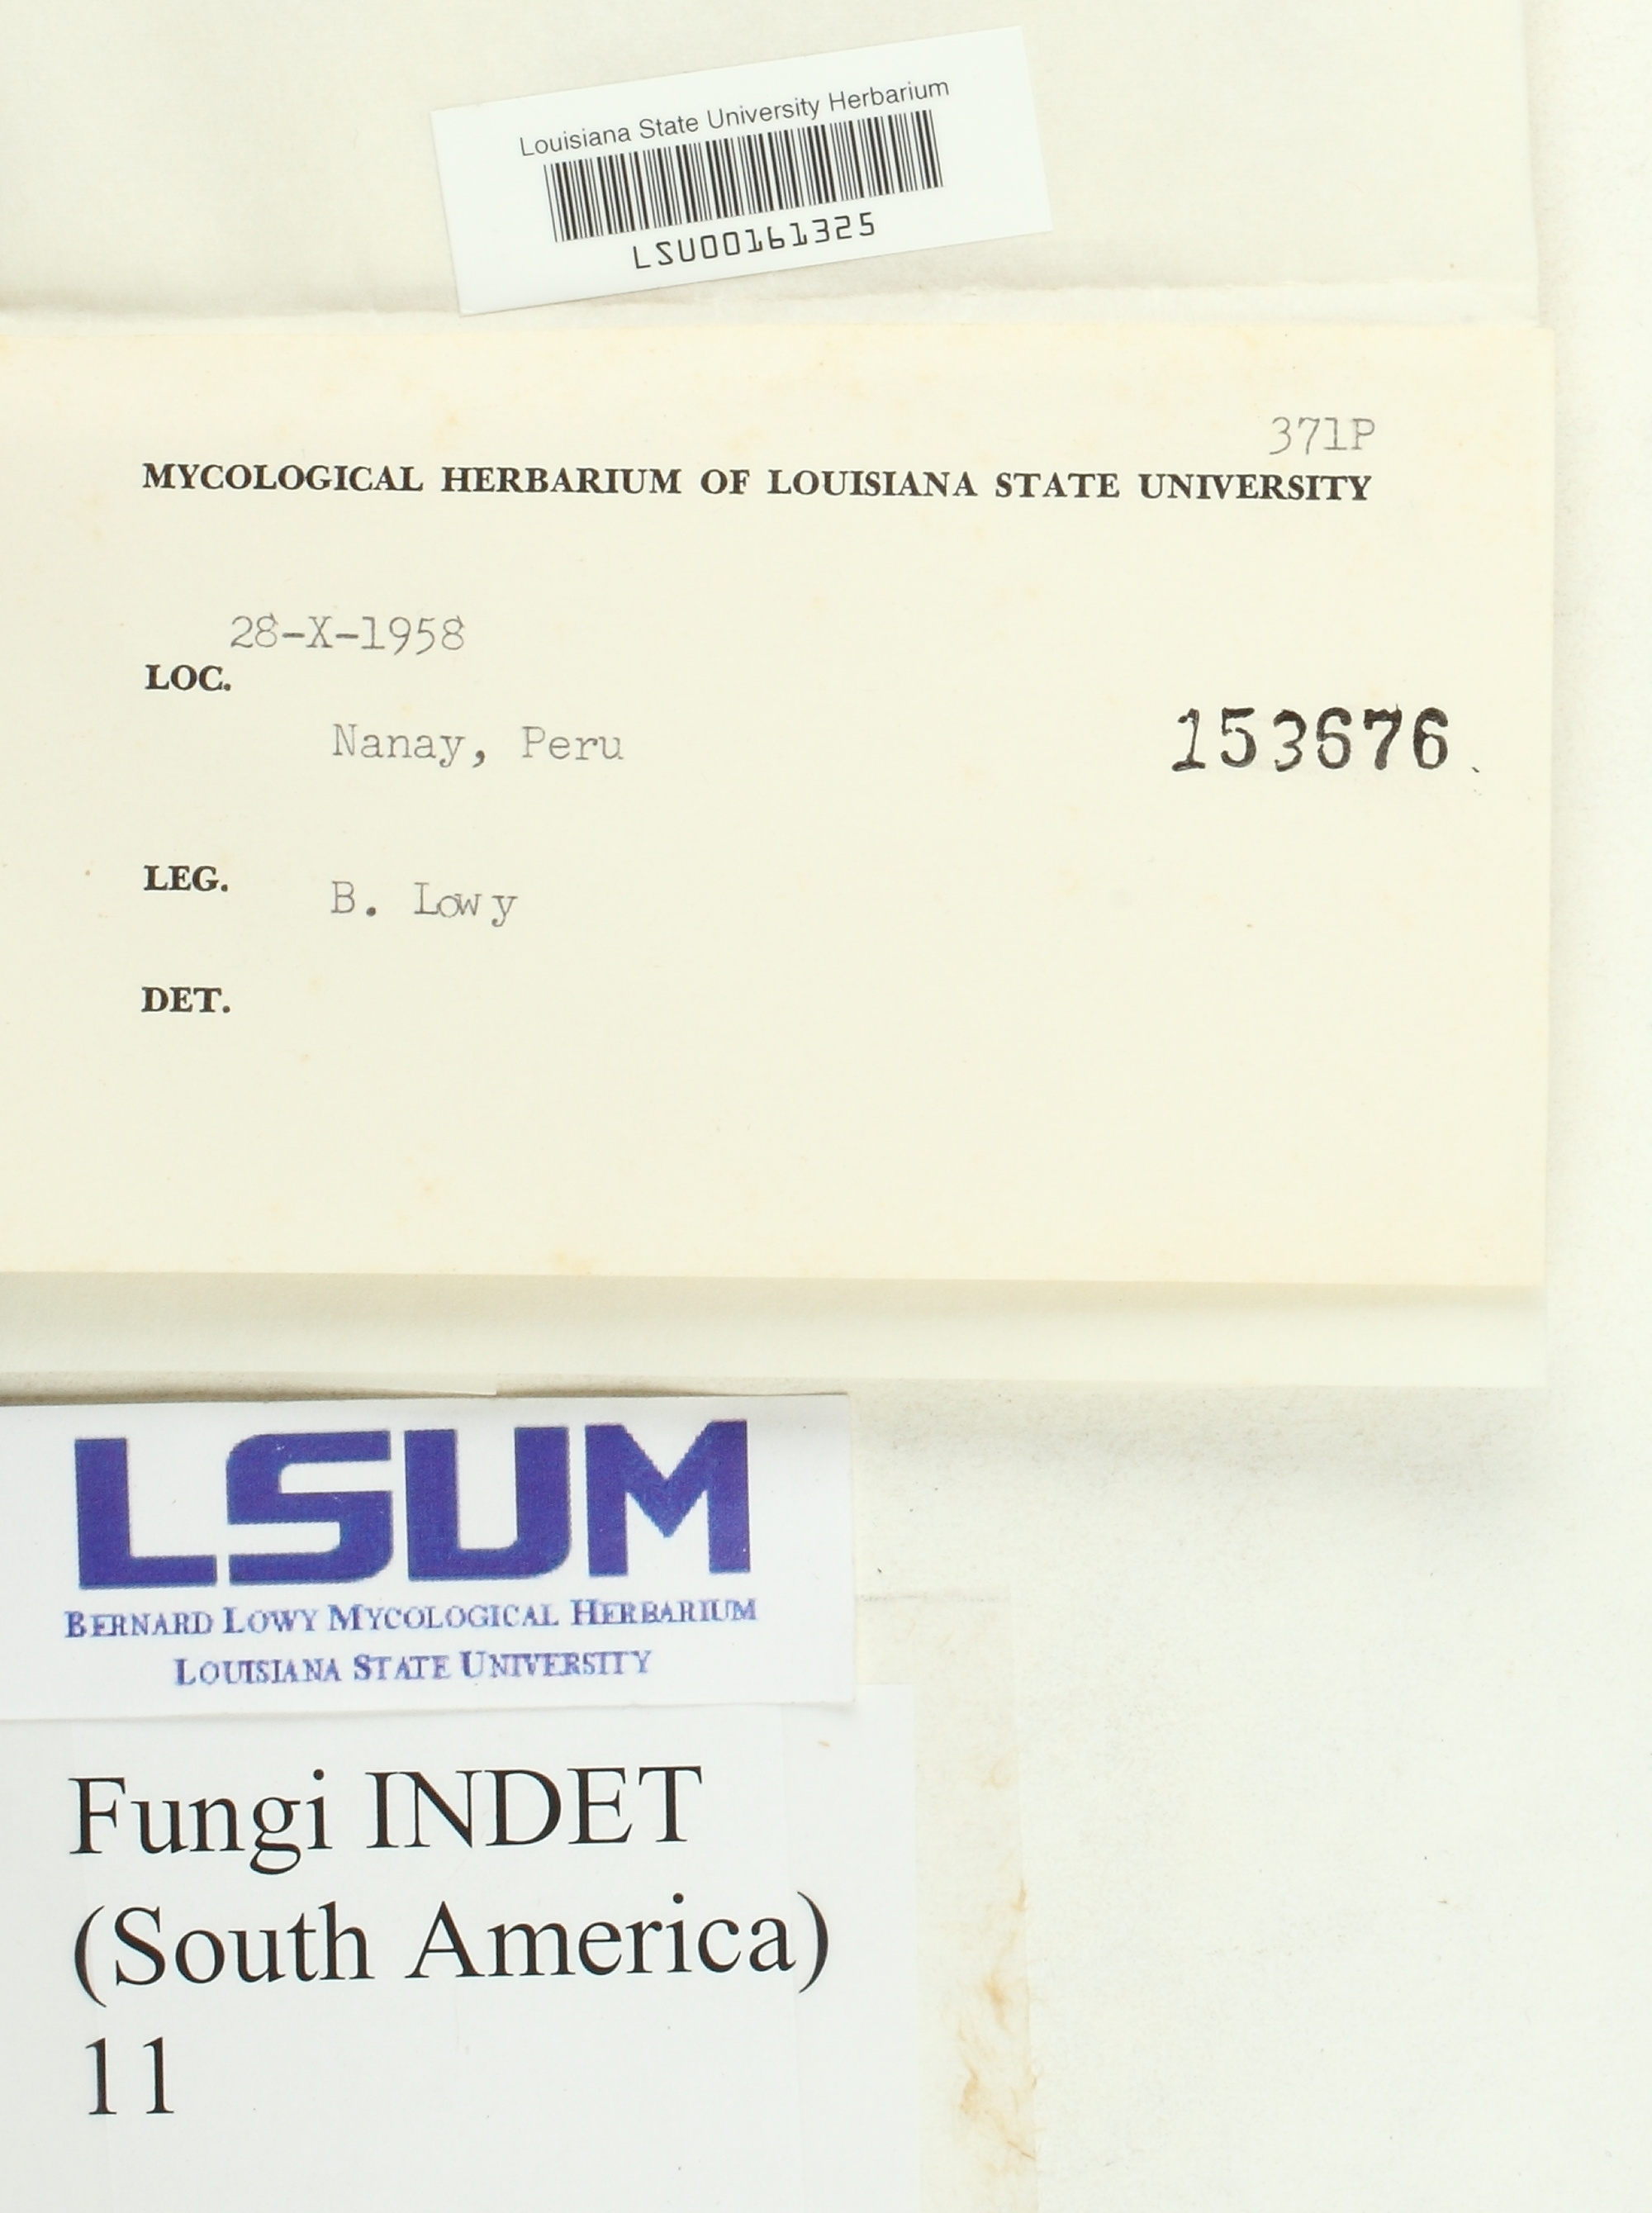 Louisiana State University Herbarium
LSU00161325
371P
MYCOLOGICAL HERBARIUM OF LOUISIANA STATE UNIVERSITY
28-X-1958
LOC.
Nanay, Peru
153676
LEG. B. Lowy
DET.
LSUM
BERNARD LOWY MYCOLOGICAL HERBARIUM
LOUISIANA STATE UNIVERSITY
Fungi INDET
(South America)
11